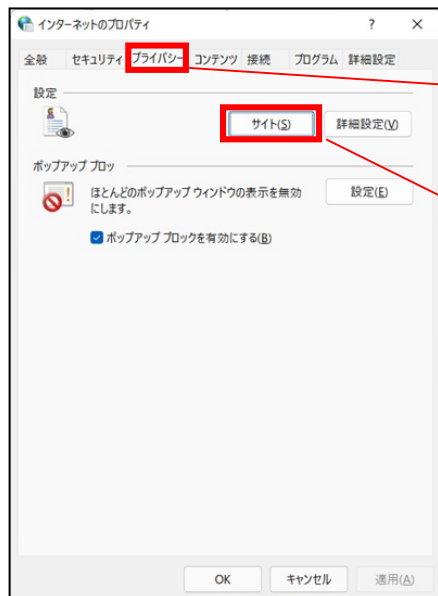 インターネットのプロパティ
全般 セキュリティ プライバシー コンテンツ 接続 プログラム 詳細設定
設定
サイト(S) 詳細設定(V)
ポップアップ ブロッ
ほとんどのポップアップ ウィンドウの表示を無効
にします。
設定(E)
ポップアップ ブロックを有効にする(B)
OK キャンセル 適用(A)